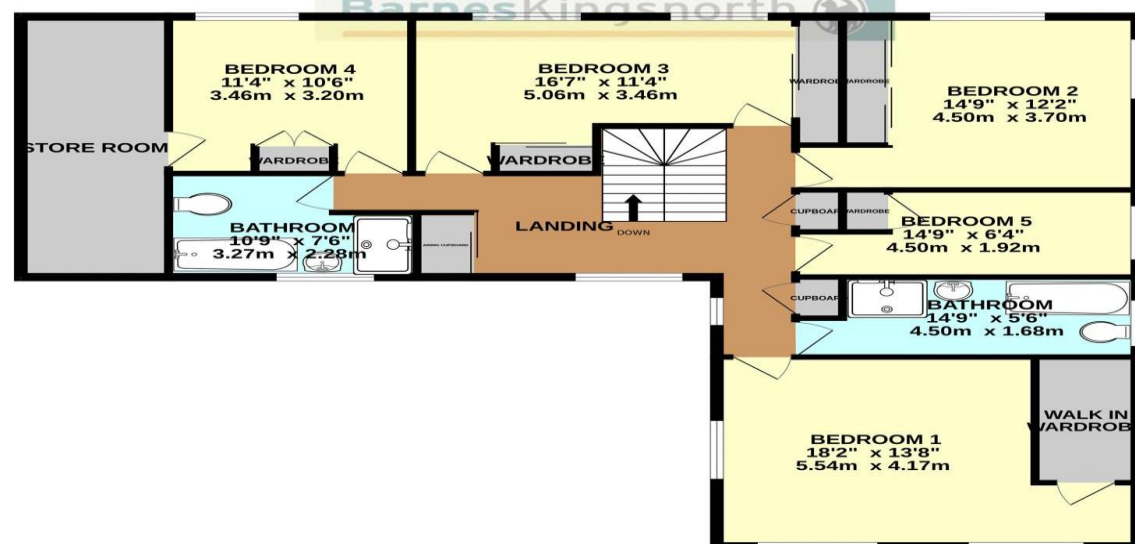 BarnesKingsnorth
BEDROOM 4
11'4" x 10'6"
3.46m x 3.20m
BEDROOM 3
16'7" x 11'4"
5.06m x 3.46m
WARDROBE
WARDROBE
BEDROOM 2
14'9" x 12'2"
4.50m x 3.70m
STORE ROOM
WARDROBE
WARDROBE
BATHROOM
10'9" x 7'6"
3.27m x 2.28m
AIRING CUPBOARD
LANDING
DOWN
CUPBOARD
WARDROBE
BEDROOM 5
14'9" x 6'4"
4.50m x 1.92m
CUPBOARD
BATHROOM
14'9" x 5'6"
4.50m x 1.68m
BEDROOM 1
18'2" x 13'8"
5.54m x 4.17m
WALK IN
WARDROBE